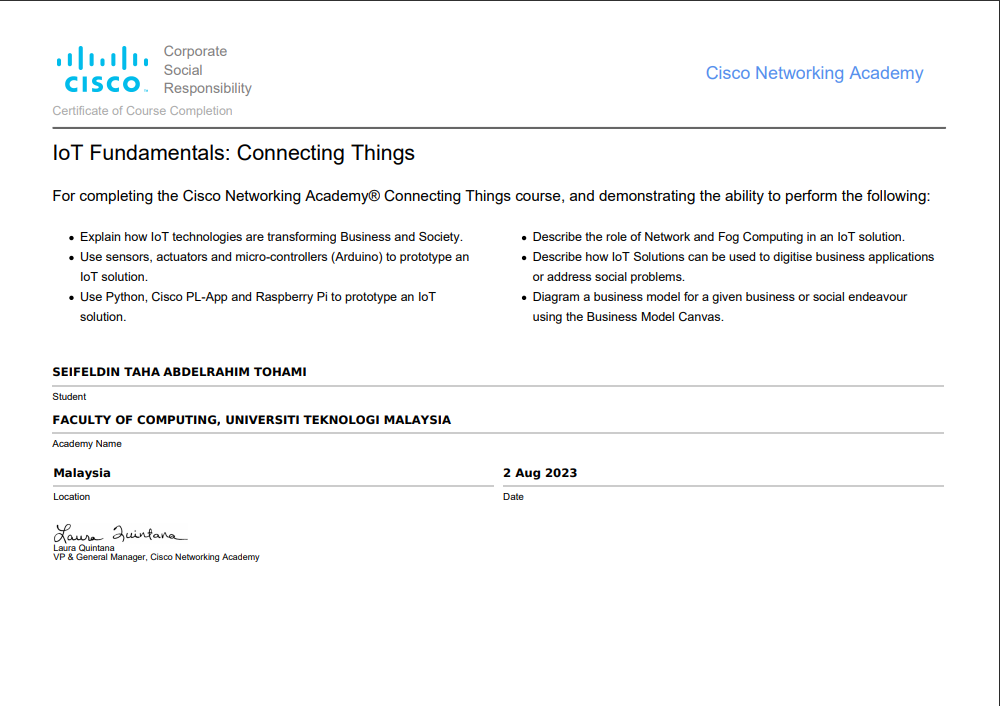 CISCO
Corporate
Social
Responsibility
Cisco Networking Academy
Certificate of Course Completion
IoT Fundamentals: Connecting Things
For completing the Cisco Networking Academy® Connecting Things course, and demonstrating the ability to perform the following:
• Explain how IoT technologies are transforming Business and Society.
• Use sensors, actuators and micro-controllers (Arduino) to prototype an
IoT solution.
• Use Python, Cisco PL-App and Raspberry Pi to prototype an IoT
solution.
• Describe the role of Network and Fog Computing in an IoT solution.
• Describe how IoT Solutions can be used to digitise business applications
or address social problems.
• Diagram a business model for a given business or social endeavour
using the Business Model Canvas.
SEIFELDIN TAHA ABDELRAHIM TOHAMI
Student
FACULTY OF COMPUTING, UNIVERSITI TEKNOLOGI MALAYSIA
Academy Name
Malaysia
Location
2 Aug 2023
Date
Laura Quintana
Laura Quintana
VP & General Manager, Cisco Networking Academy